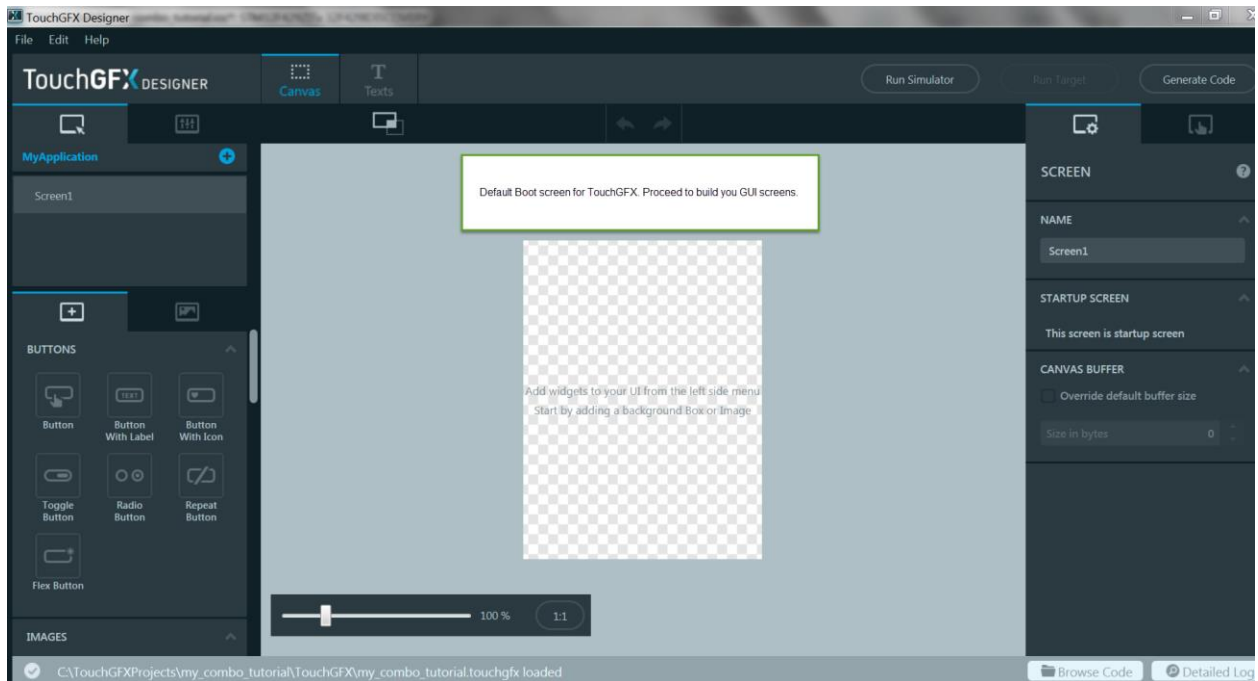 TouchGFX Designer
File Edit Help
TouchGFX DESIGNER
Canvas
Texts
Run Simulator
Run Target
Generate Code
MyApplication
Screen1
BUTTONS
Button
Button
With Label
Button
With Icon
TEXT
Toggle
Button
Radio
Button
Repeat
Button
Flex Button
IMAGES
Default Boot screen for TouchGFX. Proceed to build you GUI screens.
Add widgets to your UI from the left side menu
Start by adding a background Box or Image
100 %
1:1
SCREEN
NAME
Screen1
STARTUP SCREEN
This screen is startup screen
CANVAS BUFFER
Override default buffer size
Size in bytes 0
C:\TouchGFXProjects\my_combo_tutorial\TouchGFX\my_combo_tutorial.touchgfx loaded
Browse Code
Detailed Log